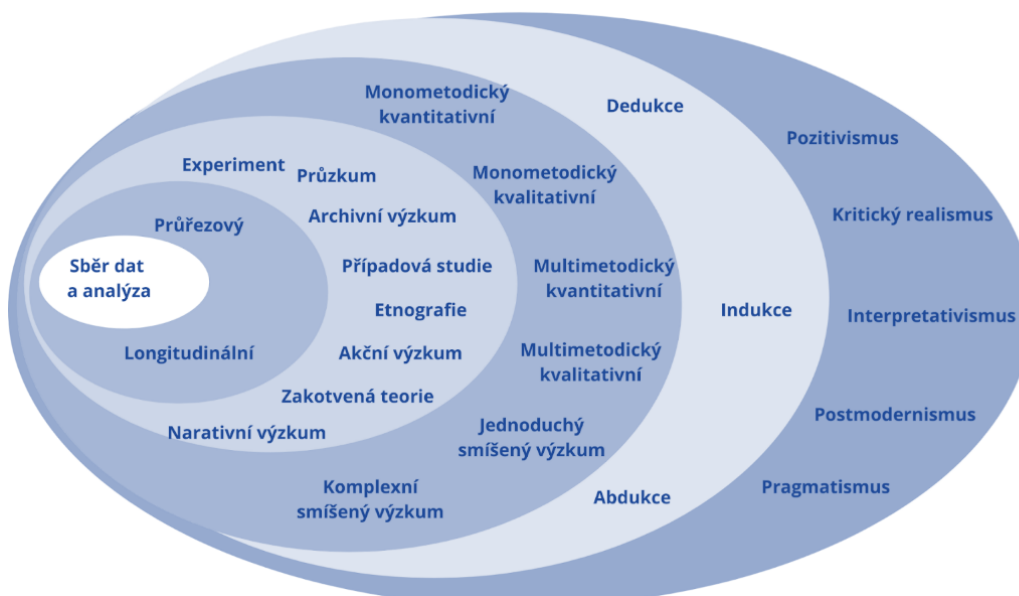 Monometodický
kvantitativní
Dedukce
Pozitivismus
Experiment
Průzkum
Monometodický
kvalitativní
Průřezový
Archivní výzkum
Kritický realismus
Sběr dat
a analýza
Případová studie
Multimetodický
kvantitativní
Etnografie
Indukce
Interpretativismus
Longitudinální
Akční výzkum
Multimetodický
kvalitativní
Zakotvená teorie
Postmodernismus
Narativní výzkum
Jednoduchý
smíšený výzkum
Komplexní
smíšený výzkum
Abdukce
Pragmatismus